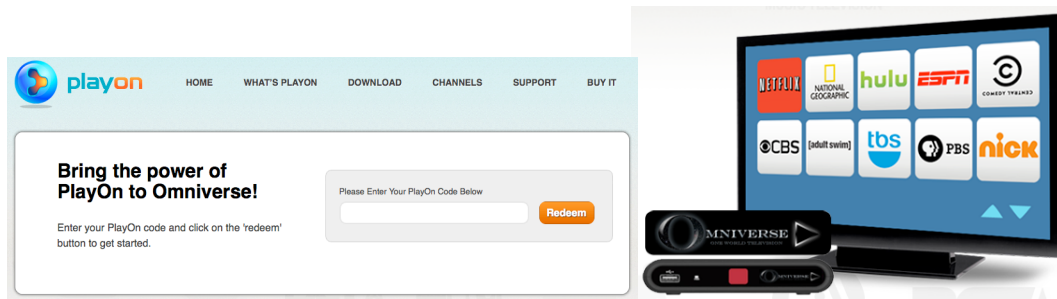 playon
HOME
WHAT'S PLAYON
DOWNLOAD
CHANNELS
SUPPORT
BUY IT
Bring the power of
PlayOn to Omniverse!
Enter your PlayOn code and click on the 'redeem'
button to get started.
Please Enter Your PlayOn Code Below
Redeem
NETFLIX
NATIONAL
GEOGRAPHIC
hulu
ESPN
COMEDY CENTRAL
CBS
[adult swim]
tbs
PBS
nick
OMNIVERSE
ONE WORLD TELEVISION
OMNIVERSE